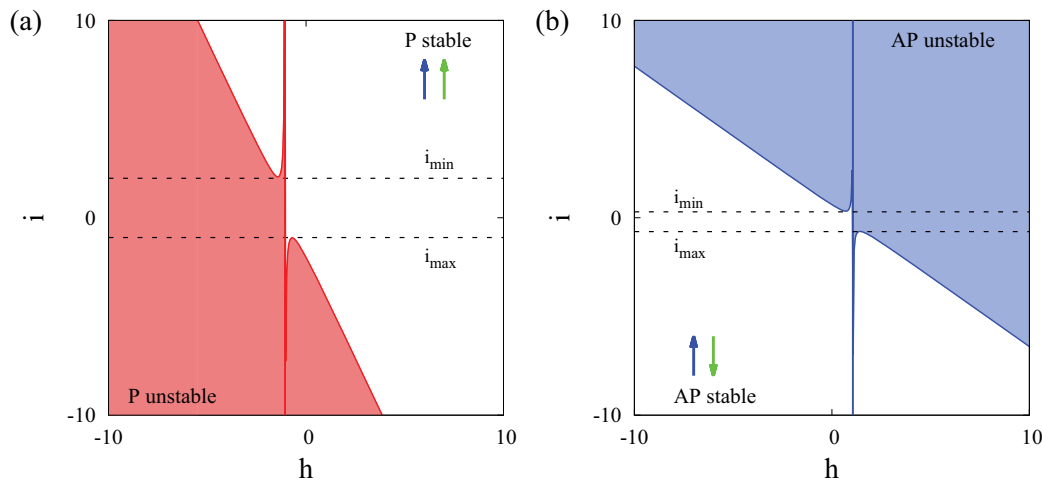 (a)
10
P stable
i_min
i
0
i_max
P unstable
-10
-10
0
10
h
(b)
10
AP unstable
i_min
i
0
i_max
AP stable
-10
-10
0
10
h